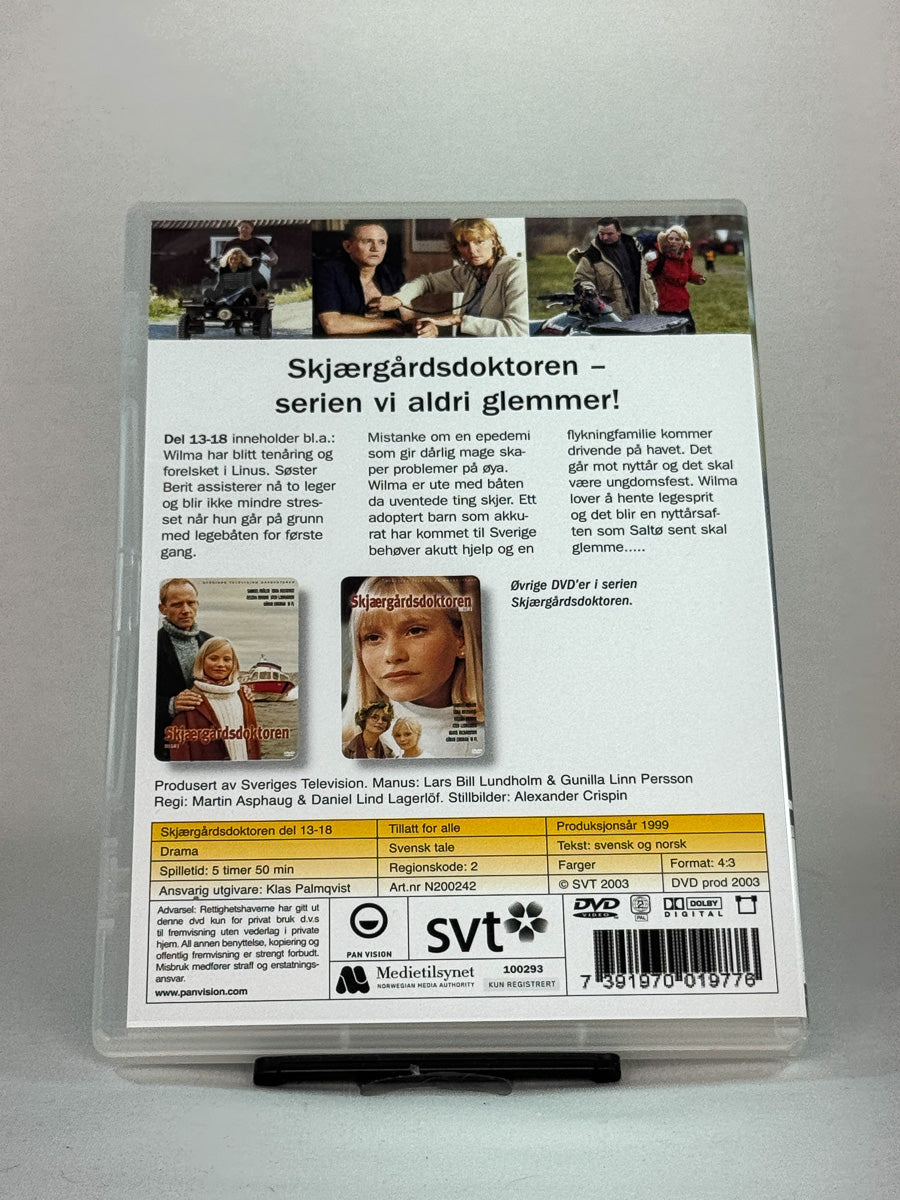 Skjærgårdsdoktoren –
serien vi aldri glemmer!
Del 13-18 inneholder bl.a.:
Wilma har blitt tenåring og
forelsket i Linus. Søster
Berit assisterer nå to leger
og blir ikke mindre stres-
set når hun går på grunn
med legebåten for første
gang.
Mistanke om en epedemi
som gir dårlig mage ska-
per problemer på øya.
Wilma er ute med båten
da uventede ting skjer. Ett
adoptert barn som akku-
rat har kommet til Sverige
behøver akutt hjelp og en
flykningfamilie kommer
drivende på havet. Det
går mot nyttår og det skal
være ungdomsfest. Wilma
lover å hente legesprit
og det blir en nyttårsaf-
ten som Saltø sent skal
glemme.....
Skjærgårdsdoktoren
Skjærgårdsdoktoren
Øvrige DVD'er i serien
Skjærgårdsdoktoren.
Produsert av Sveriges Television. Manus: Lars Bill Lundholm & Gunilla Linn Persson
Regi: Martin Asphaug & Daniel Lind Lagerlöf. Stillbilder: Alexander Crispin
Skjærgårdsdoktoren del 13-18
Tillatt for alle
Produksjonsår 1999
Drama
Svensk tale
Tekst: svensk og norsk
Spilletid: 5 timer 50 min
Regionskode: 2
Farger
Format: 4:3
Ansvarig utgivare: Klas Palmqvist
Art.nr N200242
© SVT 2003
DVD prod 2003
Advarsel: Rettighetshaverne har gitt ut
denne dvd kun for privat bruk d.v.s
til fremvisning uten vederlag i private
hjem. All annen benyttelse, kopiering og
offentlig fremvisning er strengt forbudt.
Misbruk medfører straff og erstatnings-
ansvar.
www.panvision.com
PAN VISION
svt
Medietilsynet
NORWEGIAN MEDIA AUTHORITY
100293
KUN REGISTRERT
DVD
VIDEO
2
PAL
DOLBY
DIGITAL
7 391970 019776